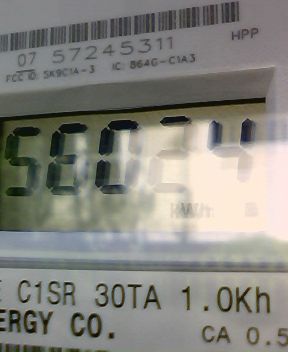 HPP
07 57245311
FCC ID: SK9C1A-3 IC: 864G-C1A3
58024
C1SR 30TA 1.0Kh
ERGY CO.
CA 0.5